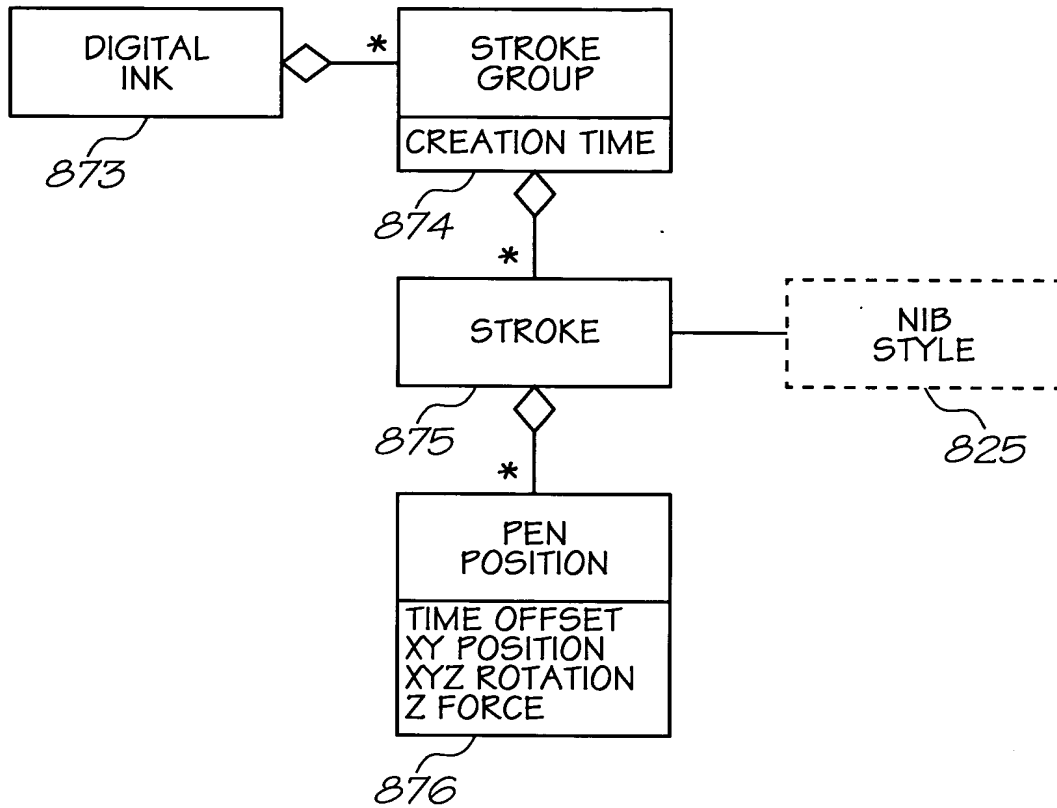 DIGITAL
INK
873
*
STROKE
GROUP
CREATION TIME
874
*
STROKE
875
NIB
STYLE
825
*
PEN
POSITION
TIME OFFSET
XY POSITION
XYZ ROTATION
Z FORCE
876